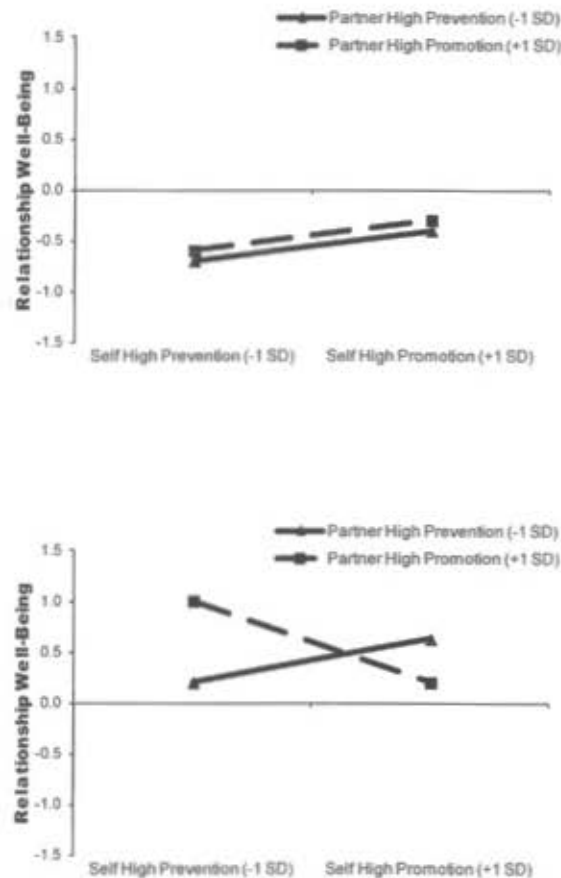 Partner High Prevention (-1 SD)
Partner High Promotion (+1 SD)
Relationship Well-Being
1.5
1.0
0.5
0.0
-0.5
-1.0
-1.5
Self High Prevention (-1 SD) Self High Promotion (+1 SD)
Partner High Prevention (-1 SD)
Partner High Promotion (+1 SD)
Relationship Well-Being
1.5
1.0
0.5
0.0
-0.5
-1.0
-1.5
Self High Prevention (-1 SD) Self High Promotion (+1 SD)